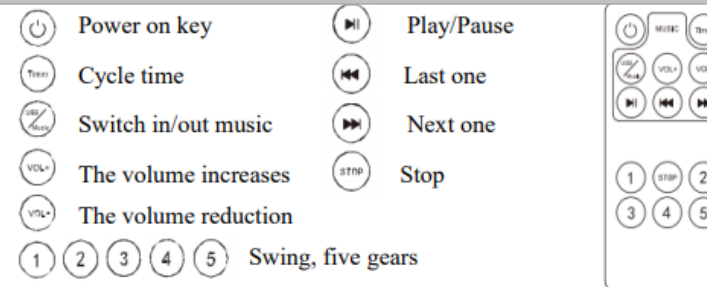 Power on key
Play/Pause
Timer Cycle time
Last one
USB/Music Switch in/out music
Next one
VOL+ The volume increases
STOP Stop
VOL- The volume reduction
1 2 3 4 5 Swing, five gears
MUSIC
VOL+
1 STOP 2
3 4 5